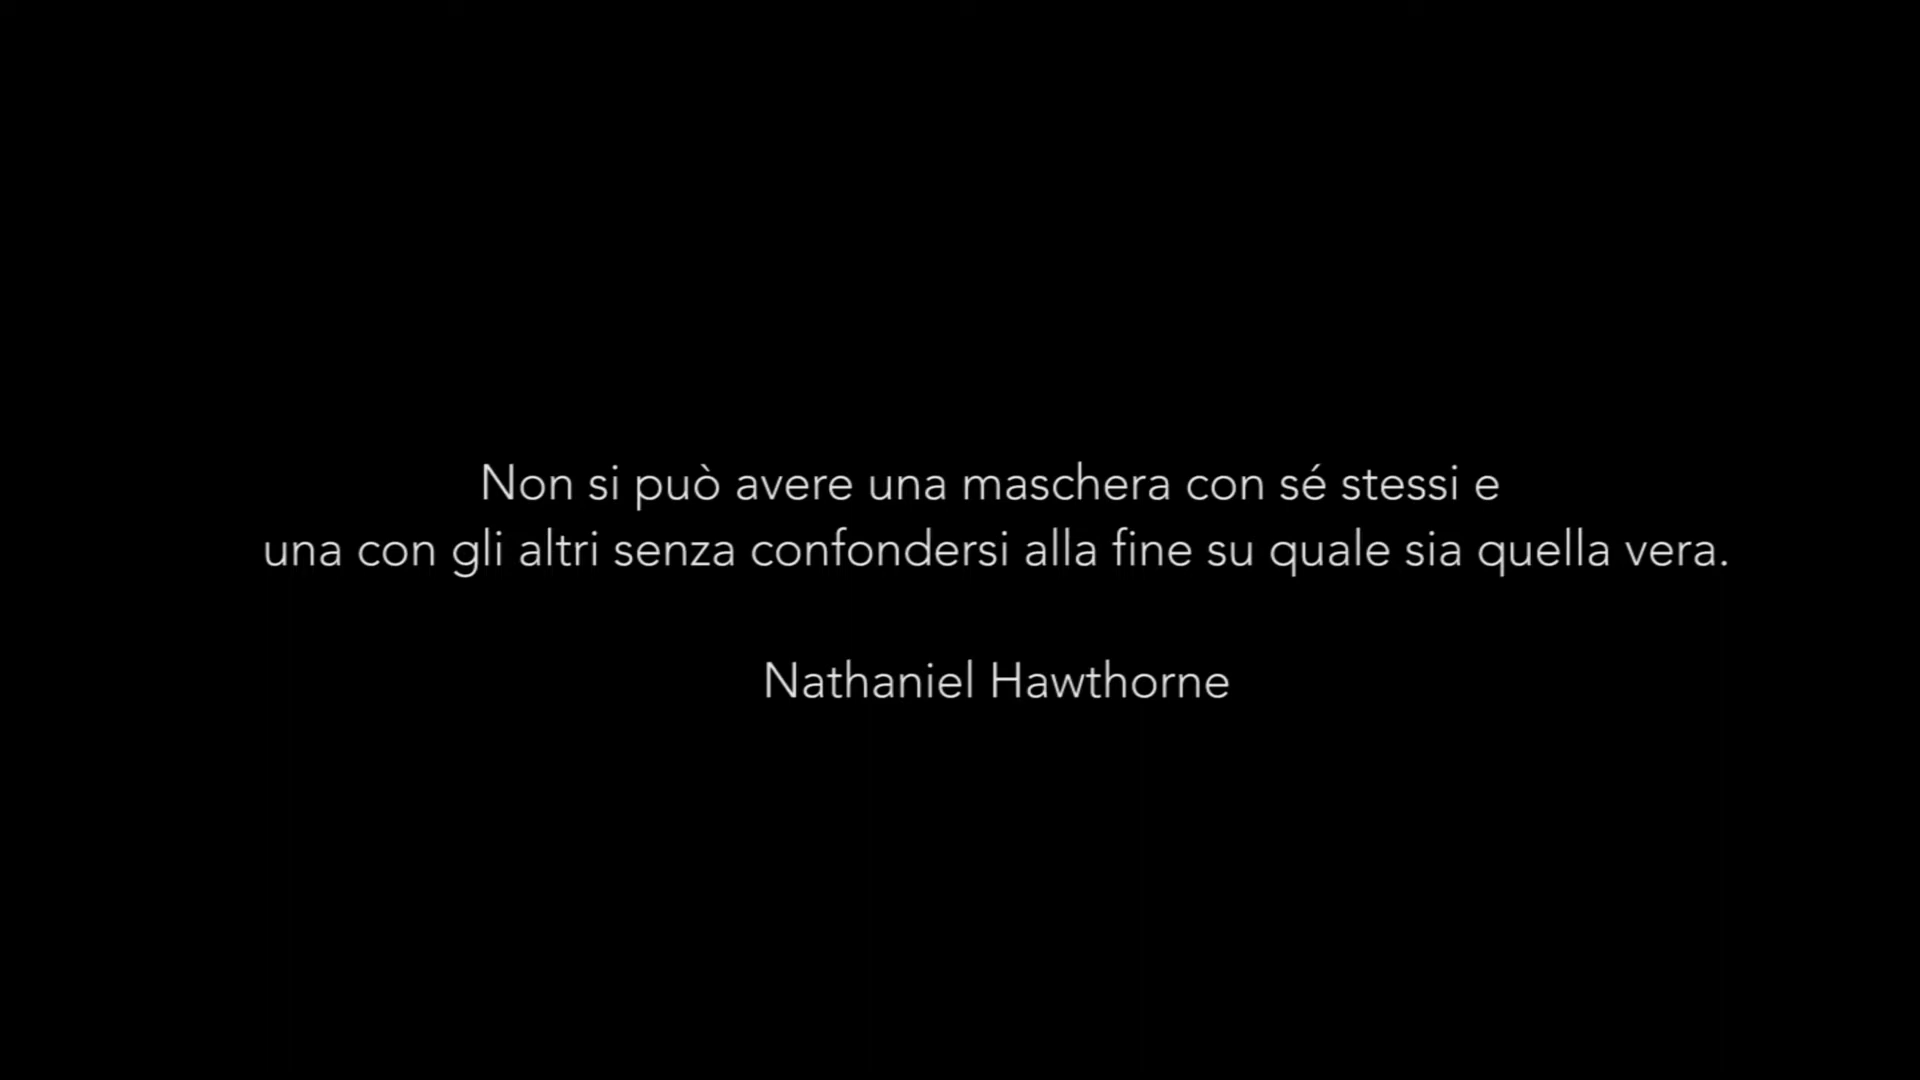 Non si può avere una maschera con sé stessi e
una con gli altri senza confondersi alla fine su quale sia quella vera.
Nathaniel Hawthorne